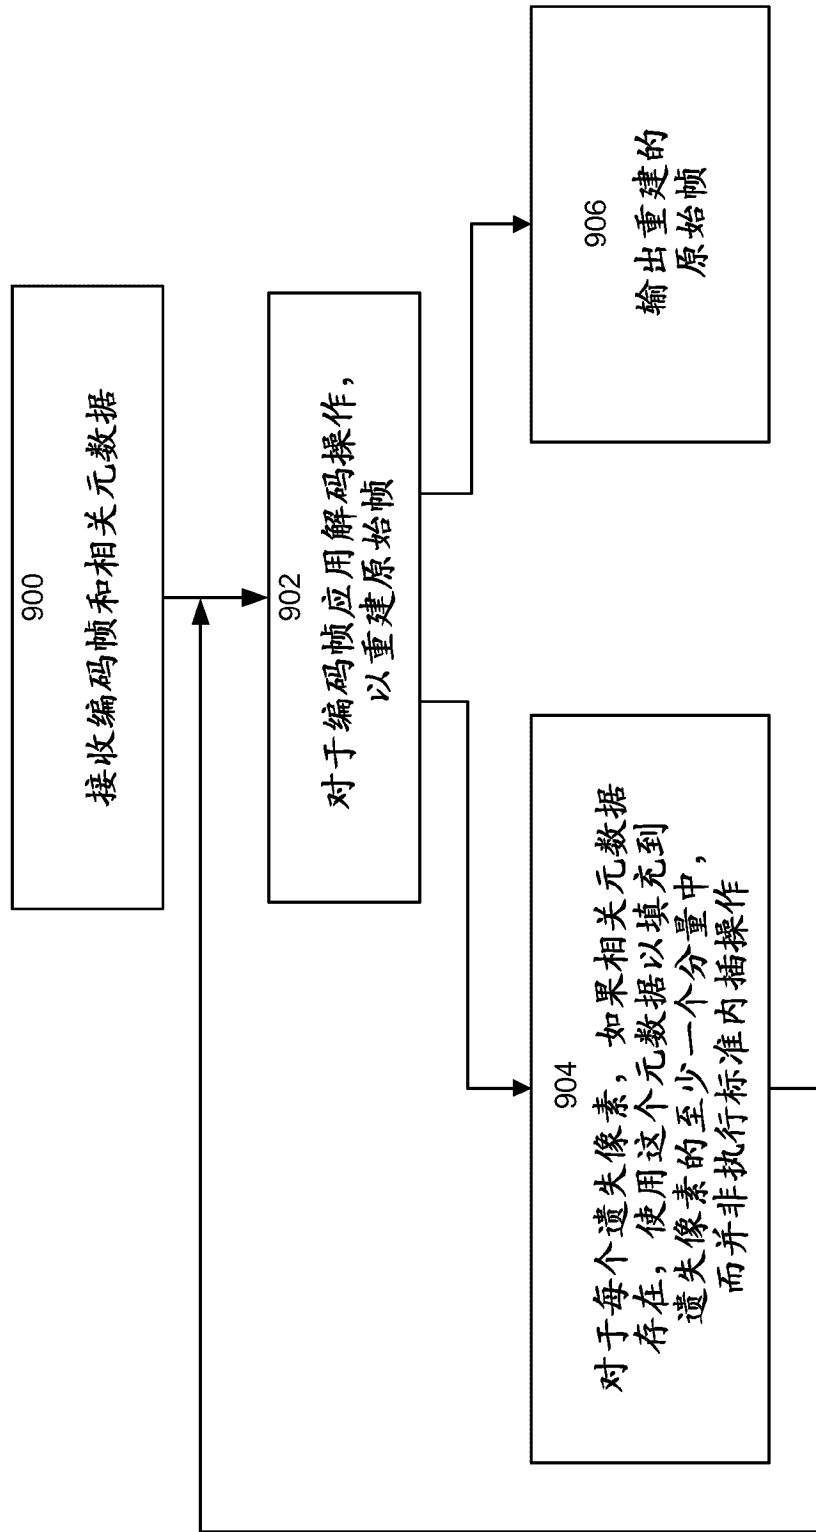 900
接收编码帧和相关元数据
902
对于编码帧应用解码操作，
以重建原始帧
904
对于每个遗失像素，如果相关元数据
存在，使用这个元数据以填充到
遗失像素的至少一个分量中，
而并非执行标准内插操作
906
输出重建的
原始帧